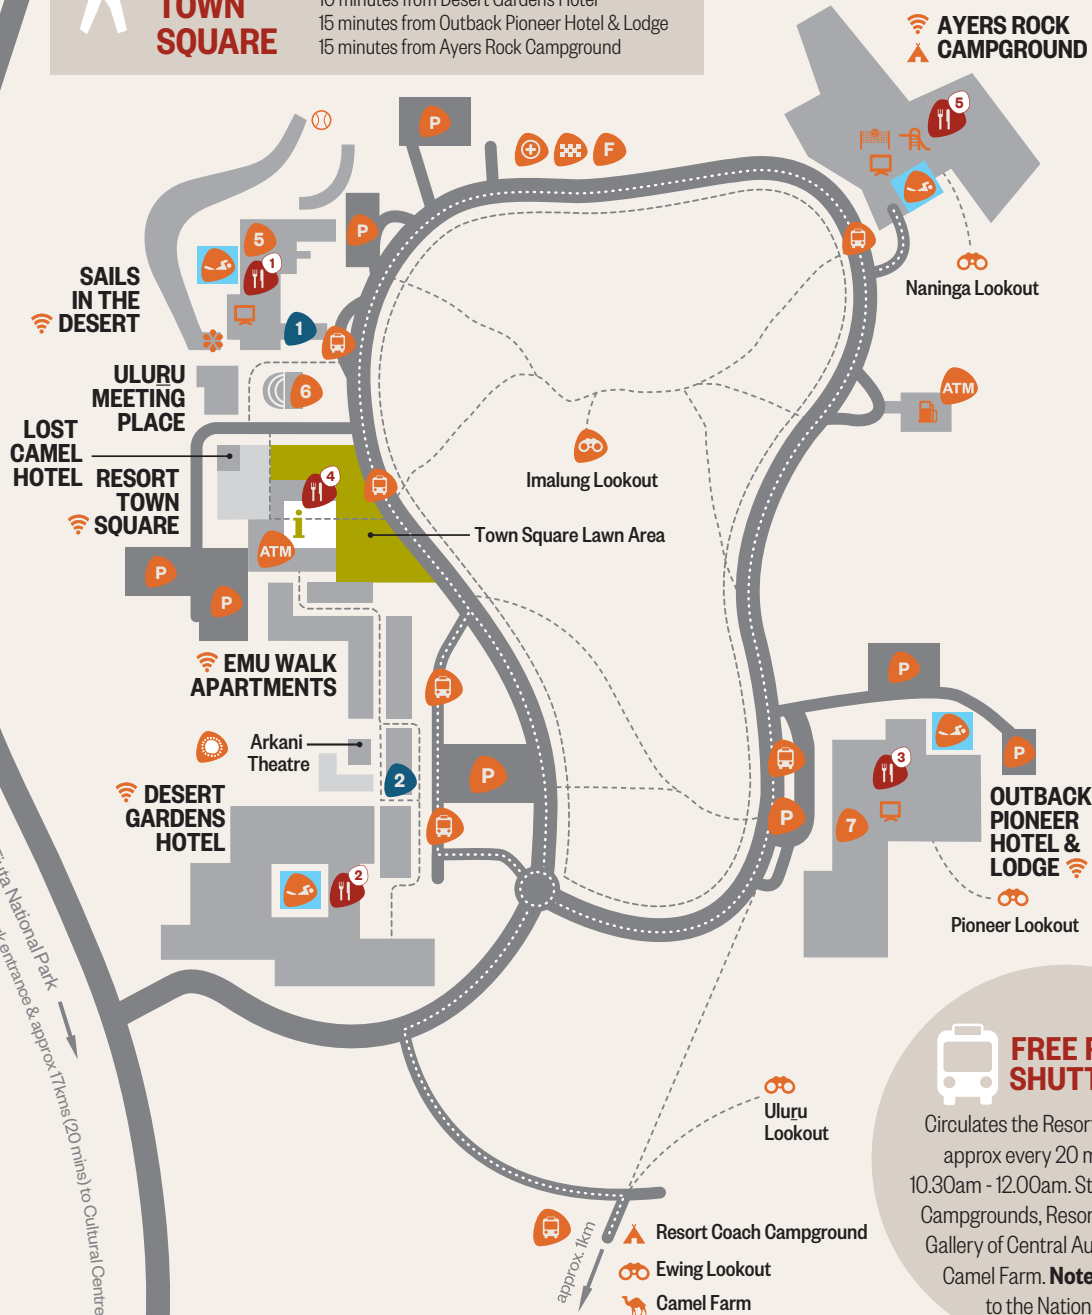 TOWN
SQUARE
10 minutes from Desert Gardens Hotel
15 minutes from Outback Pioneer Hotel & Lodge
15 minutes from Ayers Rock Campground
AYERS ROCK
CAMPGROUND
P
F
5
5
P
1
SAILS
IN THE
DESERT
Naninga Lookout
1
ULURU
MEETING
PLACE
6
ATM
LOST
CAMEL
HOTEL
RESORT
TOWN
SQUARE
4
i
ATM
Imalung Lookout
Town Square Lawn Area
P
P
EMU WALK
APARTMENTS
P
Arkani
Theatre
2
P
3
P
DESERT
GARDENS
HOTEL
P
7
OUTBACK
PIONEER
HOTEL &
LODGE
2
Pioneer Lookout
Tjuta National Park
entrance & approx 17kms (20 mins) to Cultural Centre
FREE
SHUTT
Circulates the Resor
approx every 20 m
10.30am - 12.00am. St
Campgrounds, Resor
Gallery of Central Au
Camel Farm. Note
to the Nation
Uluru
Lookout
approx. 1km
Resort Coach Campground
Ewing Lookout
Camel Farm